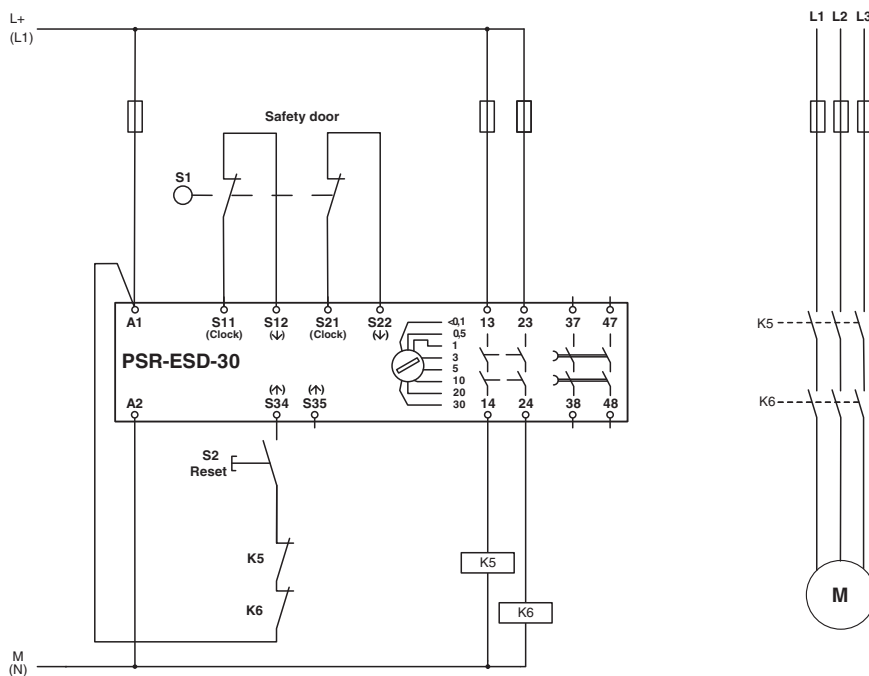 L+
(L1)
L1 L2 L3
Safety door
S1
A1 S11 S12 S21 S22 <0,1 13 23 37 47
(Clock) (↓) (Clock) (↓) 0,5
1
PSR-ESD-30 3
5
(↑) (↑) 10
20
A2 S34 S35 30 14 24 38 48
K5
K6
S2
Reset
K5 K5
K6 K6
M
M
(N)